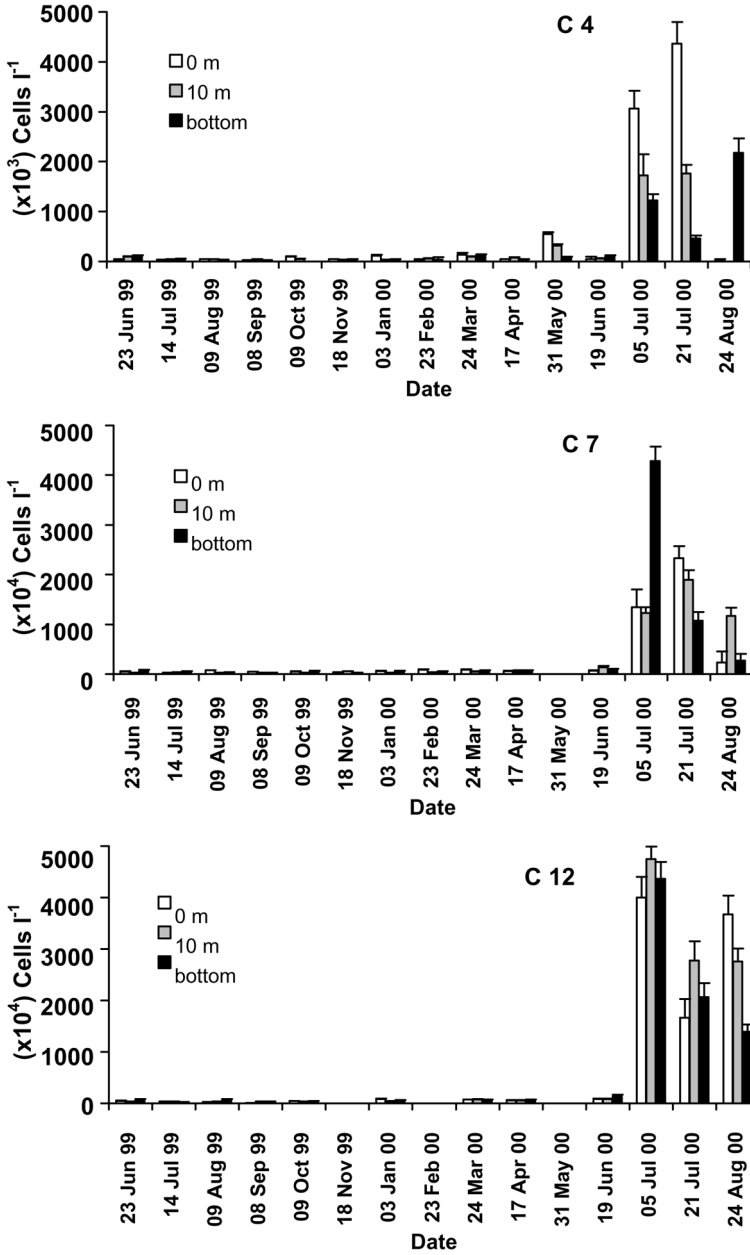 C 4
5000
4000
3000
2000
1000
0
(x10³) Cells l⁻¹
0 m
10 m
bottom
23 Jun 99
14 Jul 99
09 Aug 99
08 Sep 99
09 Oct 99
18 Nov 99
03 Jan 00
23 Feb 00
24 Mar 00
17 Apr 00
31 May 00
19 Jun 00
05 Jul 00
21 Jul 00
24 Aug 00
Date
C 7
5000
4000
3000
2000
1000
0
(x10⁴) Cells l⁻¹
0 m
10 m
bottom
23 Jun 99
14 Jul 99
09 Aug 99
08 Sep 99
09 Oct 99
18 Nov 99
03 Jan 00
23 Feb 00
24 Mar 00
17 Apr 00
31 May 00
19 Jun 00
05 Jul 00
21 Jul 00
24 Aug 00
Date
C 12
5000
4000
3000
2000
1000
0
(x10⁴) Cells l⁻¹
0 m
10 m
bottom
23 Jun 99
14 Jul 99
09 Aug 99
08 Sep 99
09 Oct 99
18 Nov 99
03 Jan 00
23 Feb 00
24 Mar 00
17 Apr 00
31 May 00
19 Jun 00
05 Jul 00
21 Jul 00
24 Aug 00
Date